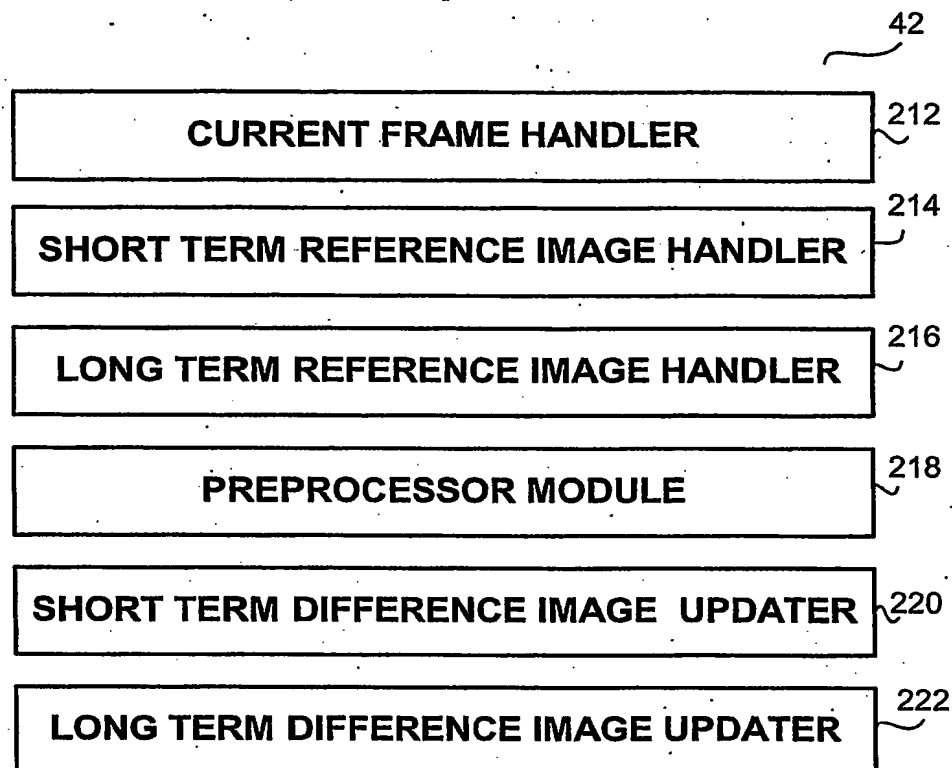 42
CURRENT FRAME HANDLER 212
SHORT TERM REFERENCE IMAGE HANDLER 214
LONG TERM REFERENCE IMAGE HANDLER 216
PREPROCESSOR MODULE 218
SHORT TERM DIFFERENCE IMAGE UPDATER 220
LONG TERM DIFFERENCE IMAGE UPDATER 222